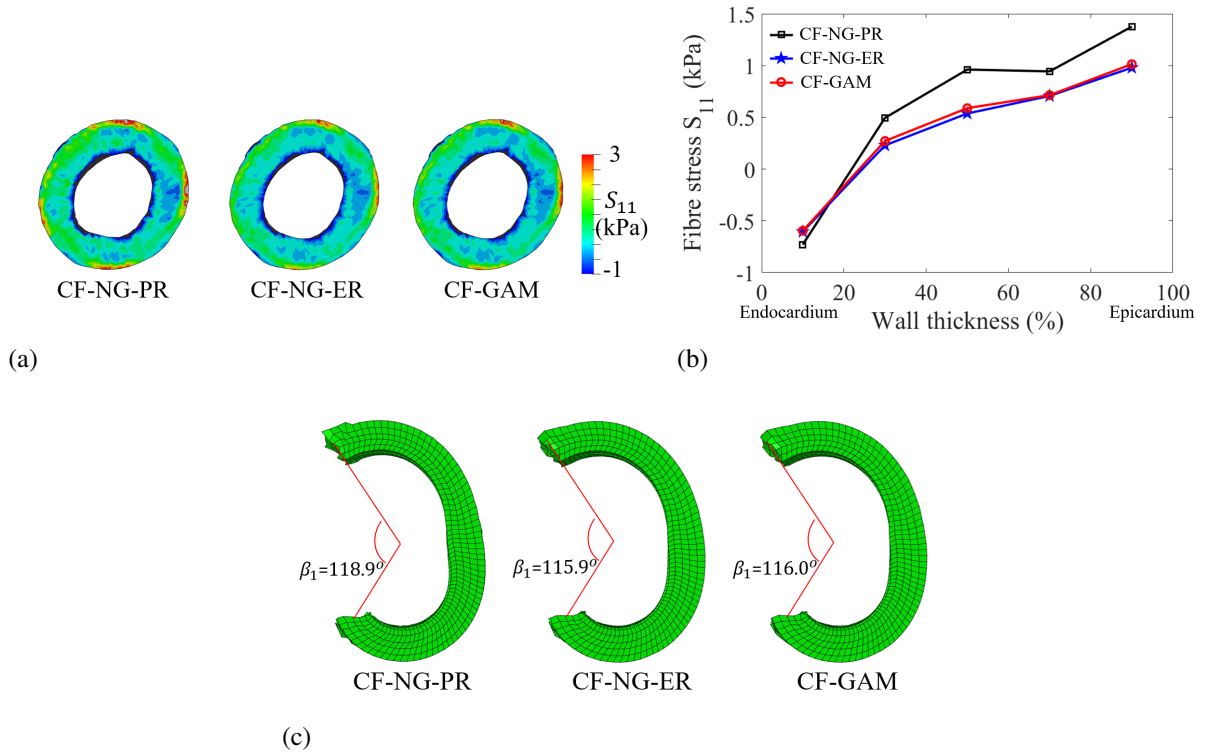 3
S₁₁
(kPa)
-1
CF-NG-PR
CF-NG-ER
CF-GAM
(a)
1.5
1
0.5
0
-0.5
-1
Fibre stress S₁₁ (kPa)
CF-NG-PR
CF-NG-ER
CF-GAM
0
20
40
60
80
100
Endocardium
Wall thickness (%)
Epicardium
(b)
β₁=118.9°
β₁=115.9°
β₁=116.0°
CF-NG-PR
CF-NG-ER
CF-GAM
(c)